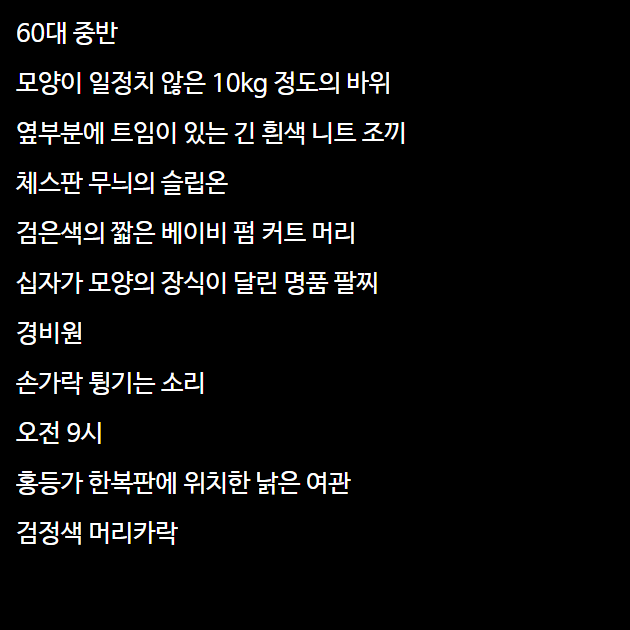 60대 중반
모양이 일정치 않은 10kg 정도의 바위
옆부분에 트임이 있는 긴 흰색 니트 조끼
체스판 무늬의 슬립온
검은색의 짧은 베이비 펌 커트 머리
십자가 모양의 장식이 달린 명품 팔찌
경비원
손가락 튕기는 소리
오전 9시
홍등가 한복판에 위치한 낡은 여관
검정색 머리카락